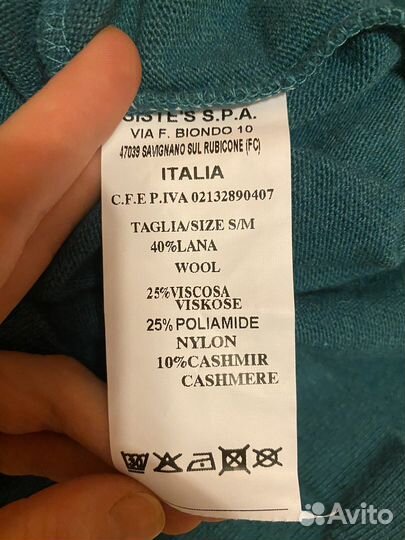 GISTE'S S.P.A.
VIA F. BIONDO 10
47039 SAVIGNANO SUL RUBICONE (FC)
ITALIA
C.F.E P.IVA 02132890407
TAGLIA/SIZE S/M
40%LANA
WOOL
25%VISCOSA
VISKOSE
25% POLIAMIDE
NYLON
10%CASHMIR
CASHMERE
30
Avito